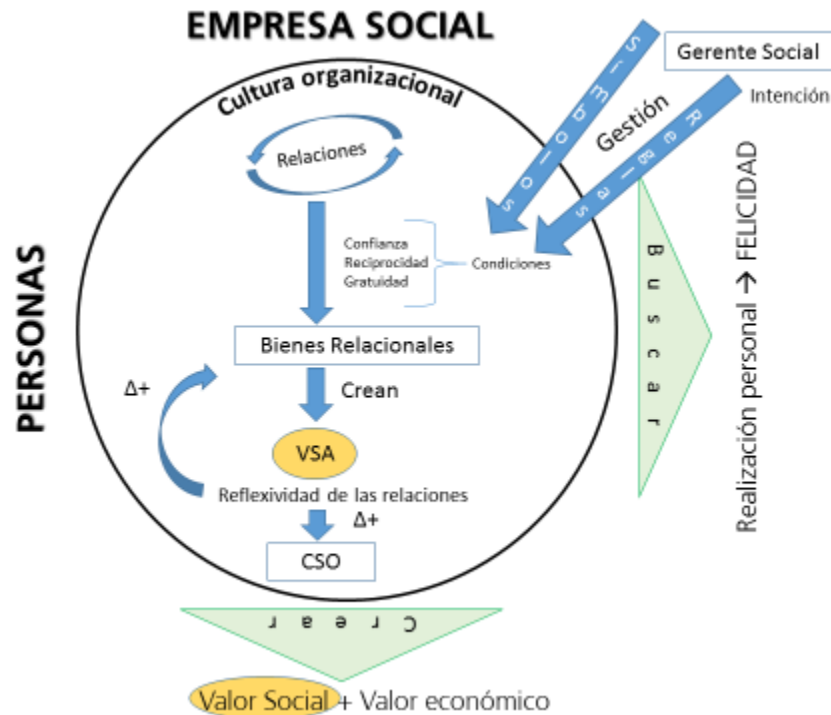 EMPRESA SOCIAL
Gerente Social
Símbolos
Intención
Gestión
Reglas
Cultura organizacional
Relaciones
Confianza
Reciprocidad
Gratuidad
Condiciones
PERSONAS
Bienes Relacionales
Δ+
Crean
VSA
Reflexividad de las relaciones
Δ+
CSO
Buscar
Realización personal → FELICIDAD
Crear
Valor Social + Valor económico